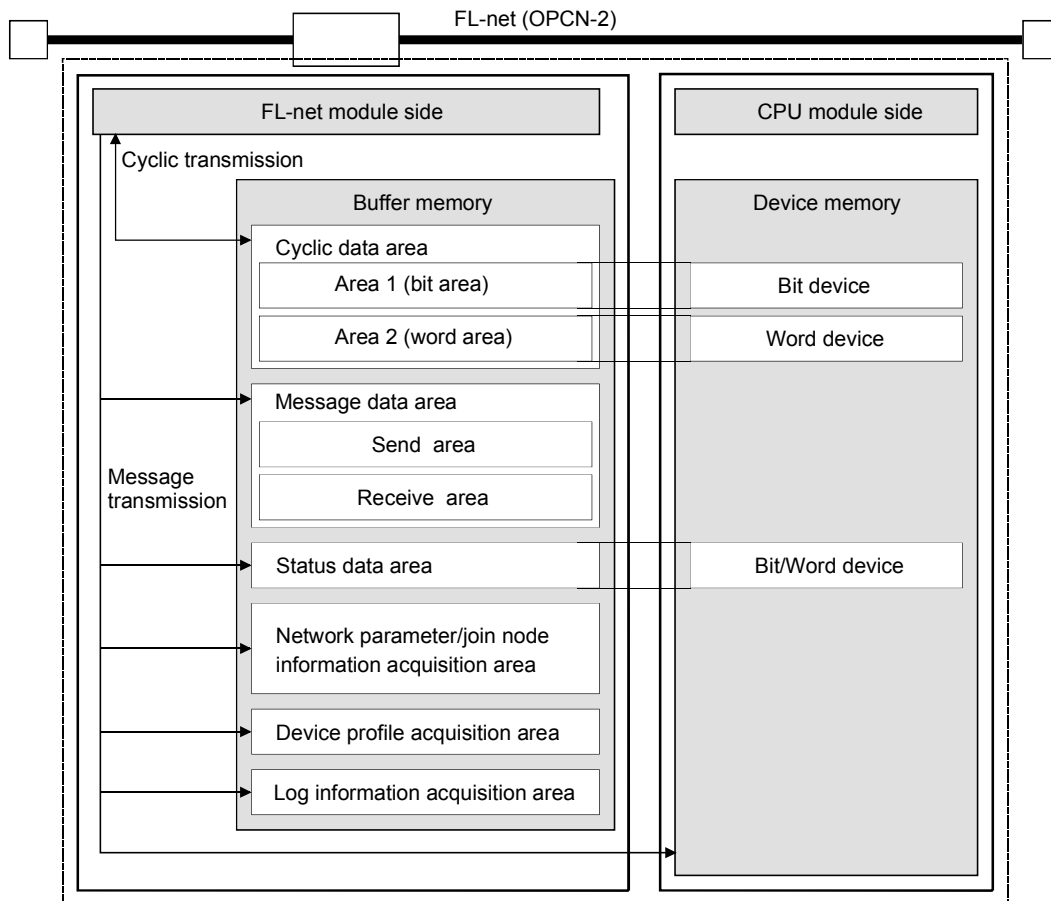 FL-net (OPCN-2)
FL-net module side
CPU module side
Cyclic transmission
Buffer memory
Device memory
Cyclic data area
Area 1 (bit area)
Bit device
Area 2 (word area)
Word device
Message data area
Send area
Message
transmission
Receive area
Status data area
Bit/Word device
Network parameter/join node
information acquisition area
Device profile acquisition area
Log information acquisition area